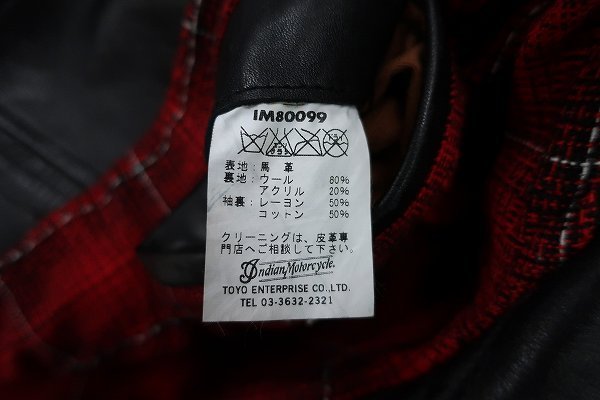 IM80099
表地：馬 革
裏地：ウール 80%
アクリル 20%
袖裏：レーヨン 50%
コットン 50%
クリーニングは、皮革専
門店へご相談して下さい。
Indian Motorcycle.
TOYO ENTERPRISE CO.,LTD.
TEL 03-3632-2321